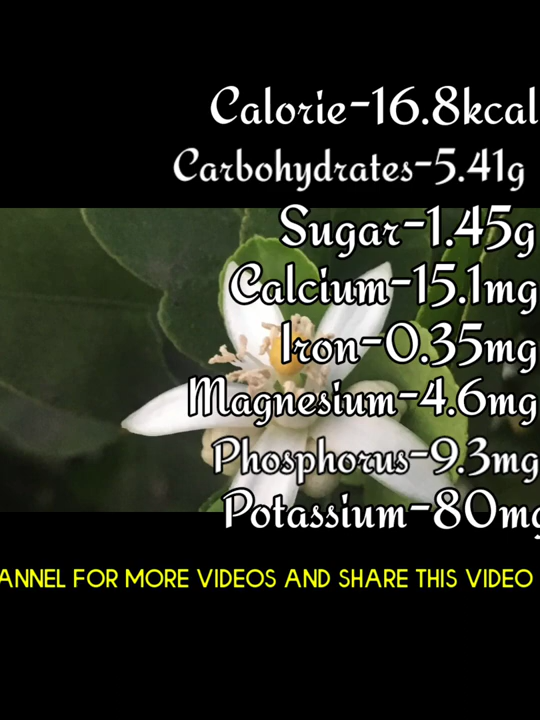 Calorie-16.8kcal
Carbohydrates-5.41g
Sugar-1.45g
Calcium-15.1mg
Iron-0.35mg
Magnesium-4.6mg
Phosphorus-9.3mg
Potassium-80mg
FOR MORE VIDEOS AND SHARE THIS VIDEO